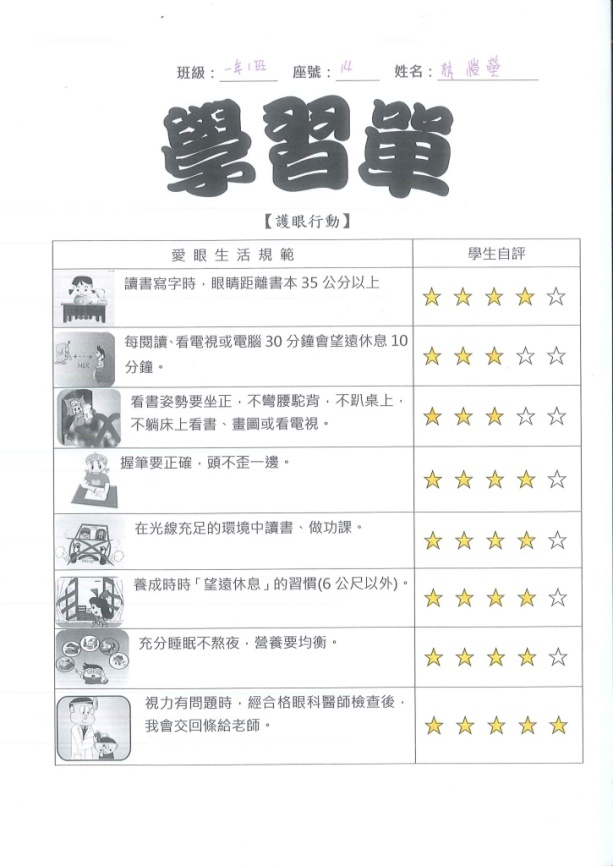 班級：一年1班 座號：14 姓名：林 愷 瑩
學習單
【護眼行動】
愛眼生活規範 學生自評
讀書寫字時，眼睛距離書本 35 公分以上
每閱讀、看電視或電腦 30 分鐘會望遠休息 10
分鐘。
看書姿勢要坐正，不彎腰駝背，不趴桌上，
不躺床上看書、畫圖或看電視。
握筆要正確，頭不歪一邊。
在光線充足的環境中讀書、做功課。
養成時時「望遠休息」的習慣(6 公尺以外)。
充分睡眠不熬夜，營養要均衡。
視力有問題時，經合格眼科醫師檢查後，
我會交回條給老師。